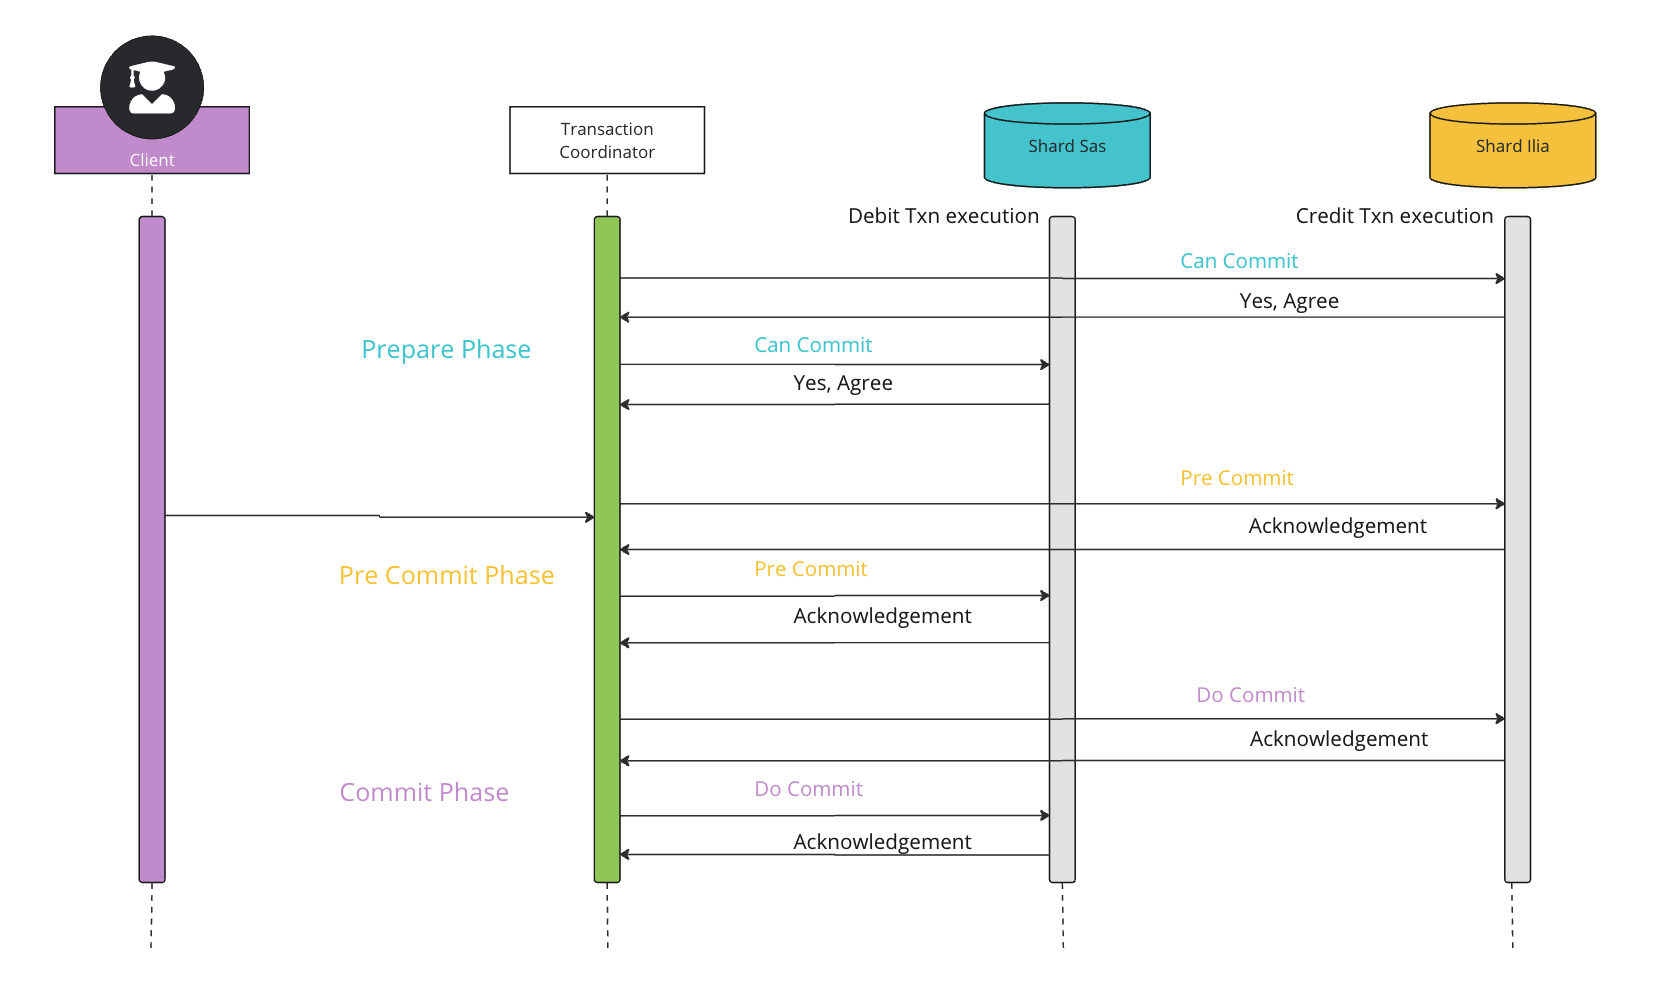 Client
Transaction
Coordinator
Shard Sas
Shard Ilia
Debit Txn execution
Credit Txn execution
Can Commit
Yes, Agree
Prepare Phase
Can Commit
Yes, Agree
Pre Commit
Acknowledgement
Pre Commit Phase
Pre Commit
Acknowledgement
Do Commit
Acknowledgement
Commit Phase
Do Commit
Acknowledgement